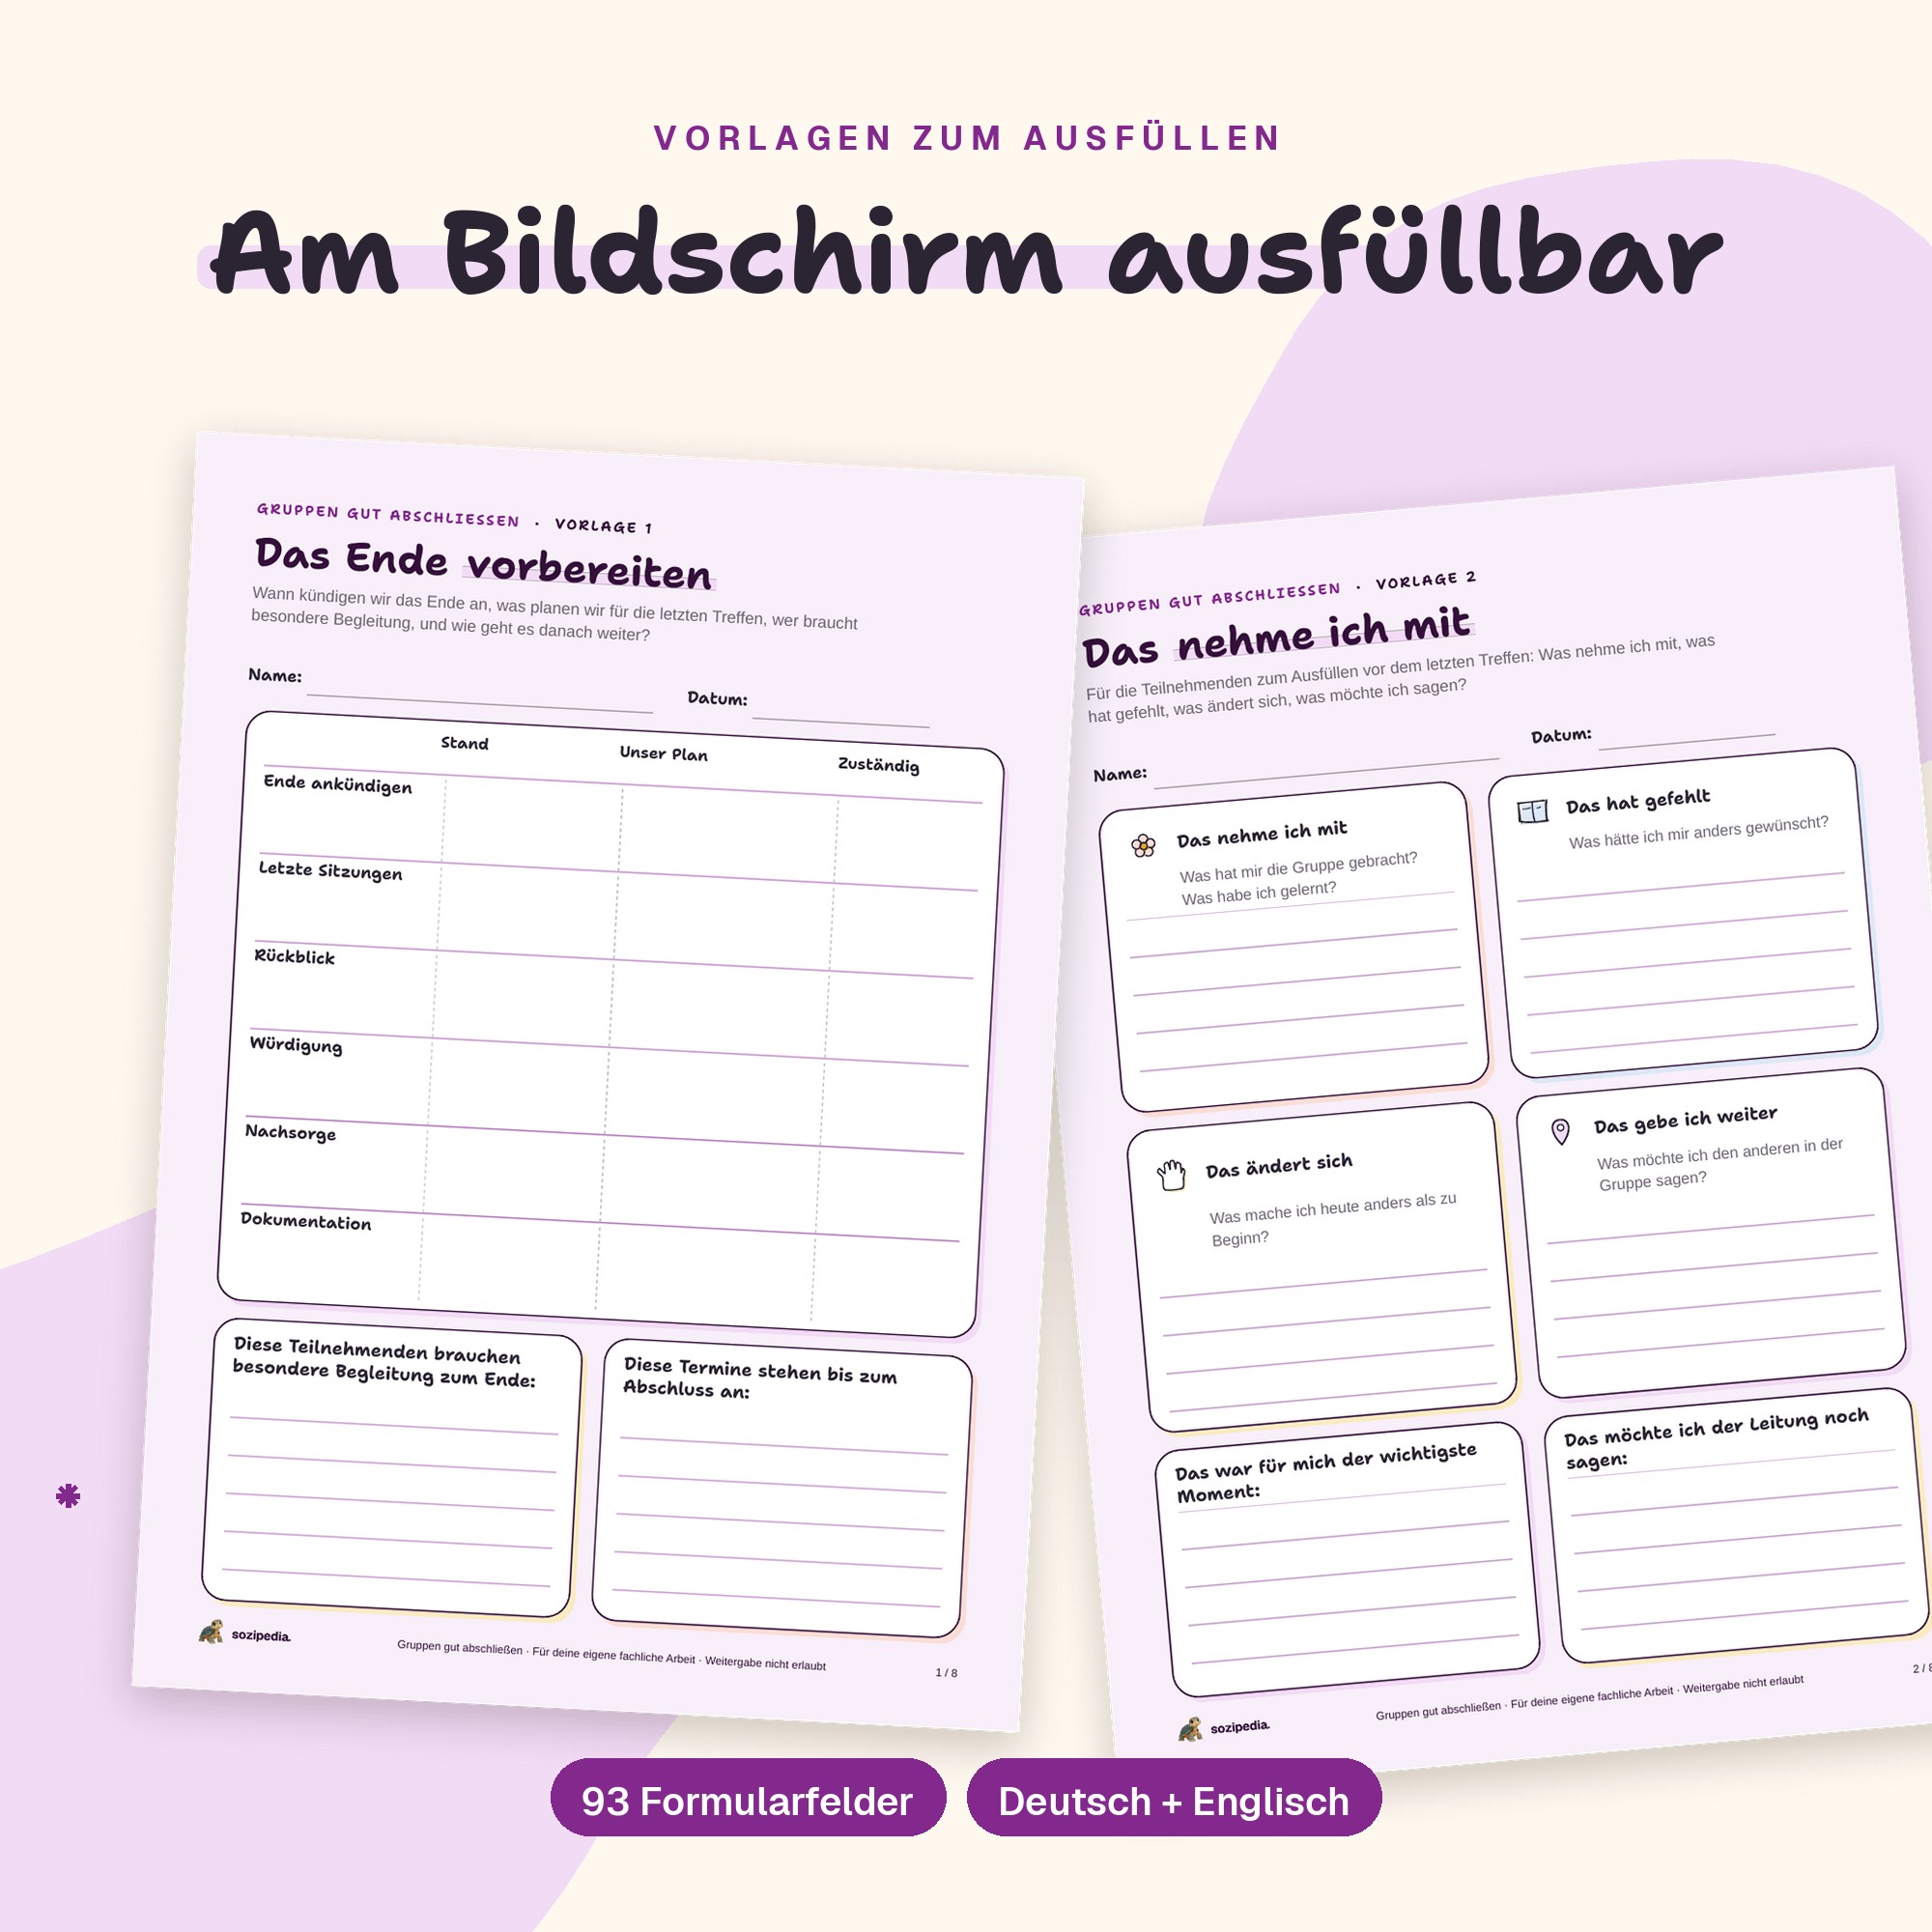 VORLAGEN ZUM AUSFÜLLEN
Am Bildschirm ausfüllbar
GRUPPEN GUT ABSCHLIESSEN · VORLAGE 1
Das Ende vorbereiten
Wann kündigen wir das Ende an, was planen wir für die letzten Treffen, wer braucht
besondere Begleitung, und wie geht es danach weiter?
Name: Datum:
Stand Unser Plan Zuständig
Ende ankündigen
Letzte Sitzungen
Rückblick
Würdigung
Nachsorge
Dokumentation
Diese Teilnehmenden brauchen
besondere Begleitung zum Ende:
Diese Termine stehen bis zum
Abschluss an:
sozipedia.
Gruppen gut abschließen · Für deine eigene fachliche Arbeit · Weitergabe nicht erlaubt
1 / 8
GRUPPEN GUT ABSCHLIESSEN · VORLAGE 2
Das nehme ich mit
Für die Teilnehmenden zum Ausfüllen vor dem letzten Treffen: Was nehme ich mit, was
hat gefehlt, was ändert sich, was möchte ich sagen?
Name: Datum:
Das nehme ich mit
Was hat mir die Gruppe gebracht?
Was habe ich gelernt?
Das hat gefehlt
Was hätte ich mir anders gewünscht?
Das ändert sich
Was mache ich heute anders als zu
Beginn?
Das gebe ich weiter
Was möchte ich den anderen in der
Gruppe sagen?
Das war für mich der wichtigste
Moment:
Das möchte ich der Leitung noch
sagen:
sozipedia.
Gruppen gut abschließen · Für deine eigene fachliche Arbeit · Weitergabe nicht erlaubt
2 / 8
93 Formularfelder
Deutsch + Englisch